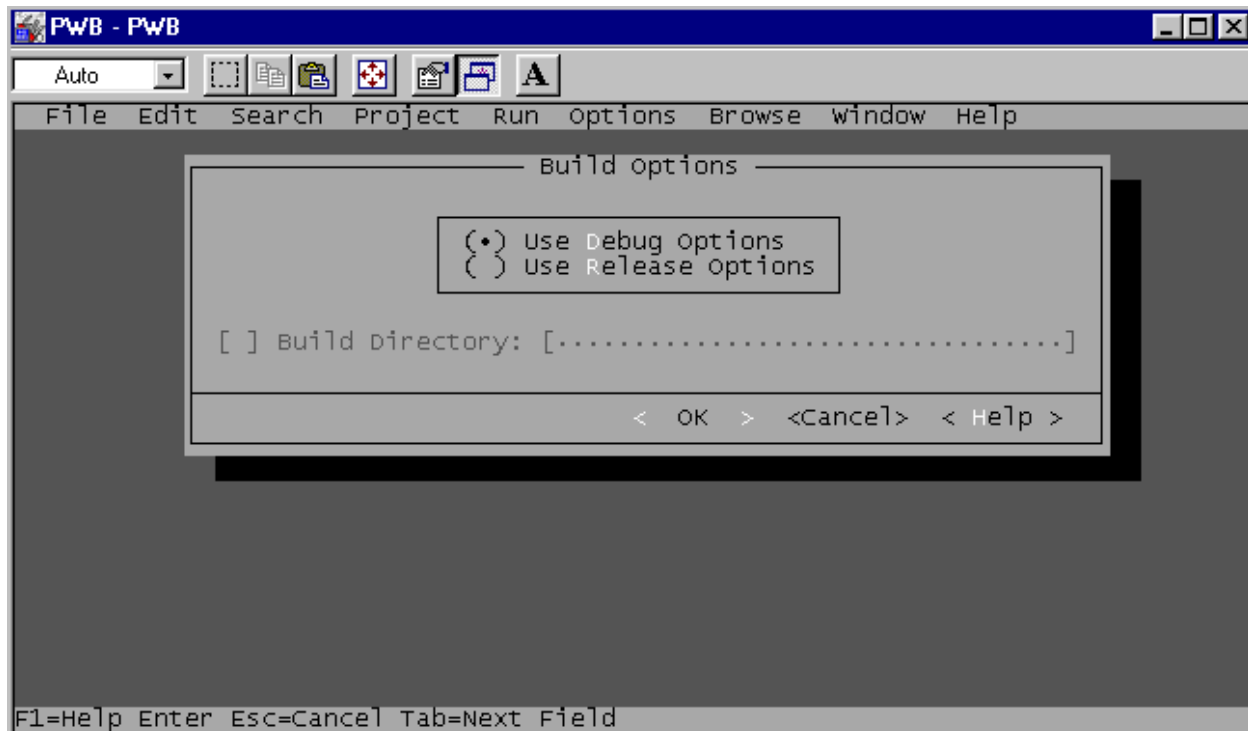 PWB - PWB
Auto A
File Edit Search Project Run Options Browse Window Help
Build Options
(•) Use Debug Options
( ) Use Release Options
[ ] Build Directory: [··································]
< OK > <Cancel> < Help >
F1=Help Enter Esc=Cancel Tab=Next Field